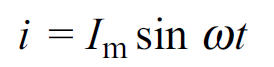 i = Iₘ sin ωt